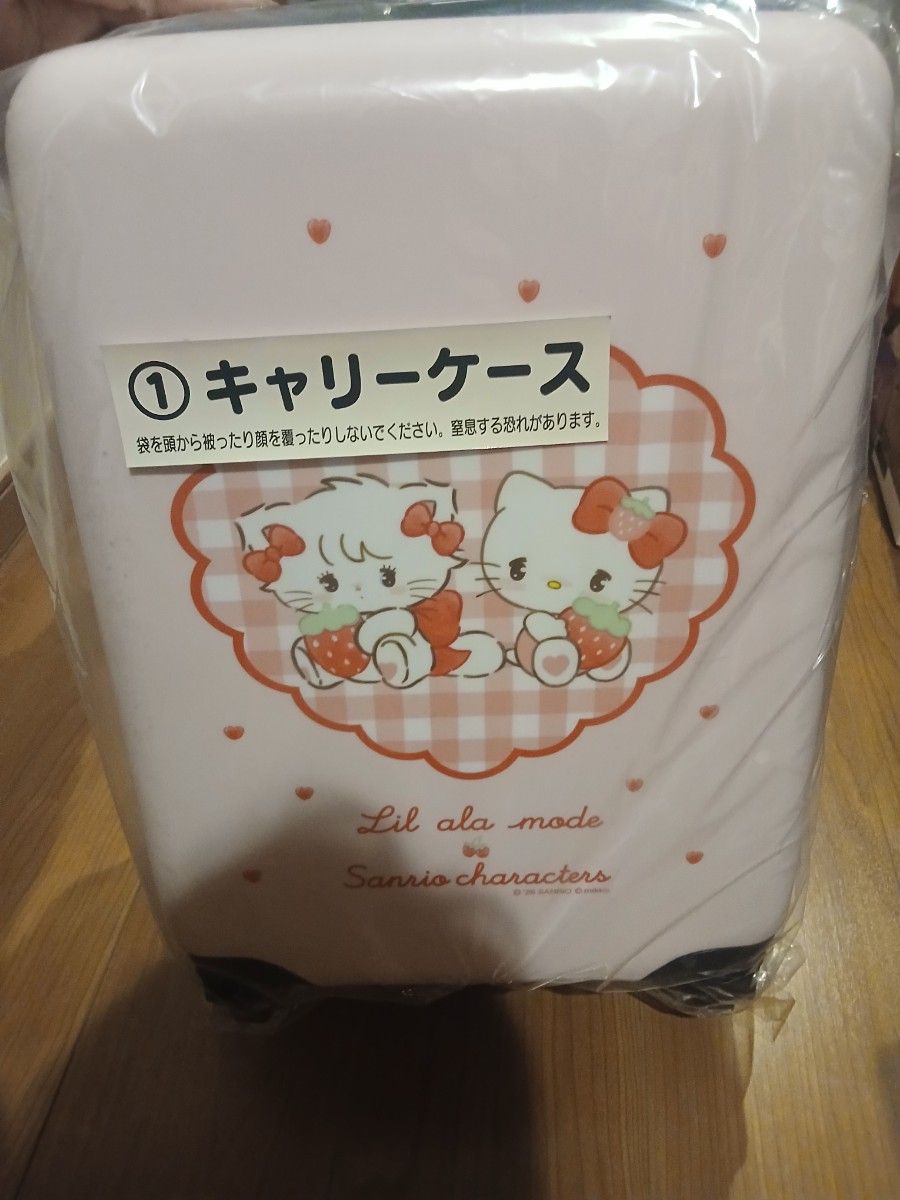 ① キャリーケース
袋を頭から被ったり顔を覆ったりしないでください。窒息する恐れがあります。
Lil ala mode
Sanrio characters
SANRIO © mikko